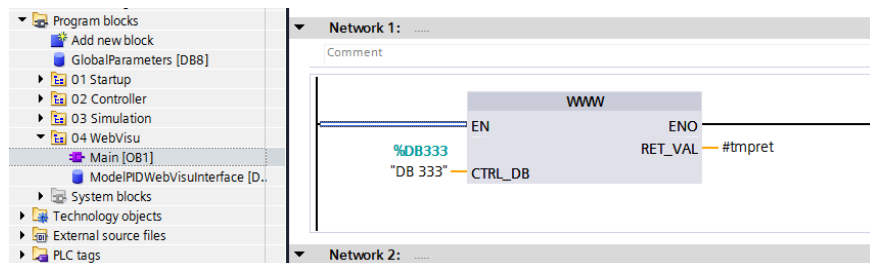 Program blocks
Add new block
GlobalParameters [DB8]
01 Startup
02 Controller
03 Simulation
04 WebVisu
Main [OB1]
ModelPIDWebVisuInterface [D..
System blocks
Technology objects
External source files
PLC tags
Network 1: .....
Comment
WWW
EN ENO
%DB333 RET_VAL #tmpret
"DB 333" CTRL_DB
Network 2: .....